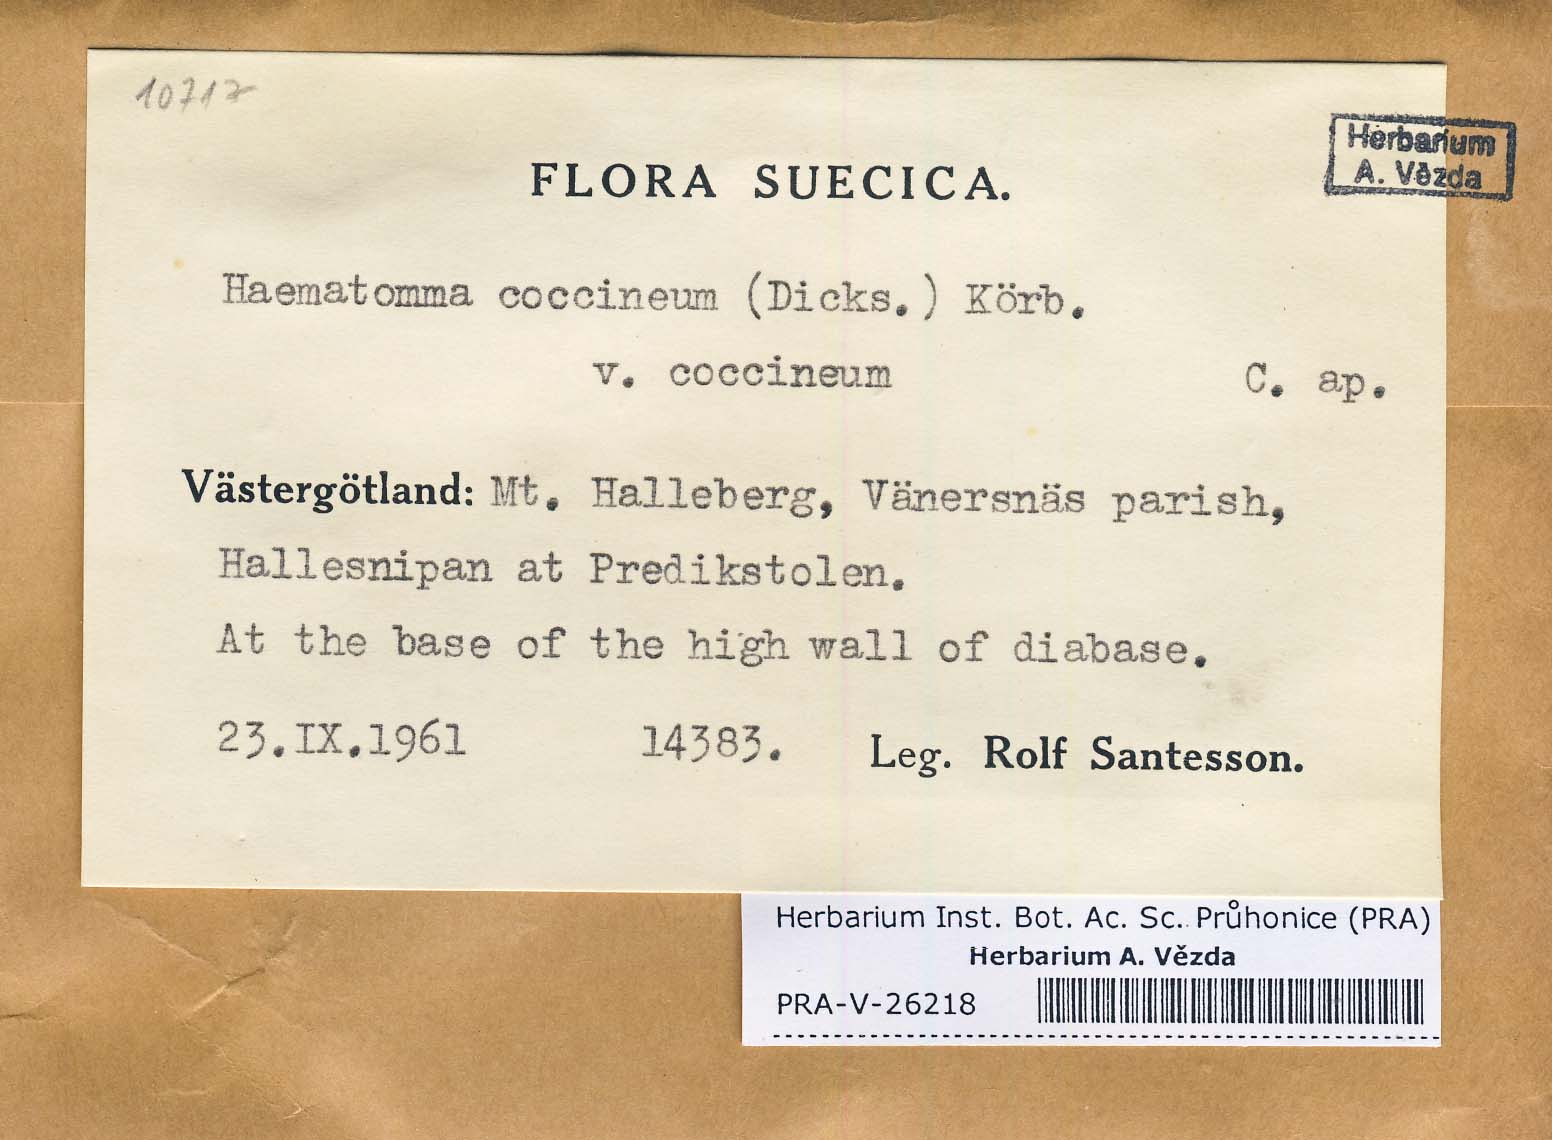 10717
Herbarium
A. Vězda
FLORA SUECICA.
Haematomma coccineum (Dicks.) Körb.
v. coccineum C. ap.
Västergötland: Mt. Halleberg, Vänersnäs parish,
Hallesnipan at Predikstolen.
At the base of the high wall of diabase.
23.IX.1961 14383. Leg. Rolf Santesson.
Herbarium Inst. Bot. Ac. Sc. Průhonice (PRA)
Herbarium A. Vězda
PRA-V-26218